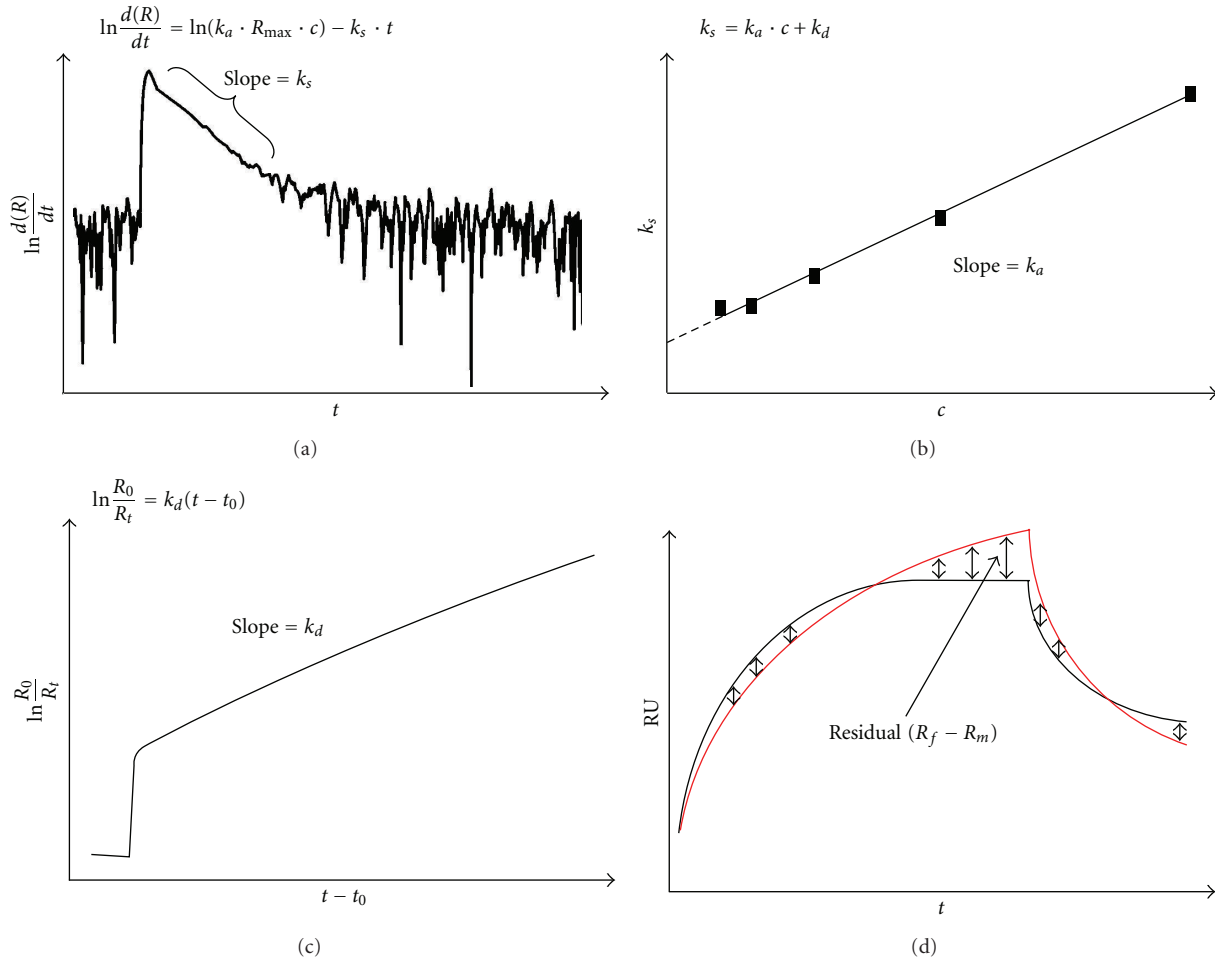 ln d(R)/dt = ln(k_a · R_max · c) − k_s · t
Slope = k_s
ln d(R)/dt
t
(a)
k_s = k_a · c + k_d
k_s
Slope = k_a
c
(b)
ln R_0/R_t = k_d(t − t_0)
Slope = k_d
ln R_0/R_t
t − t_0
(c)
RU
Residual (R_f − R_m)
t
(d)